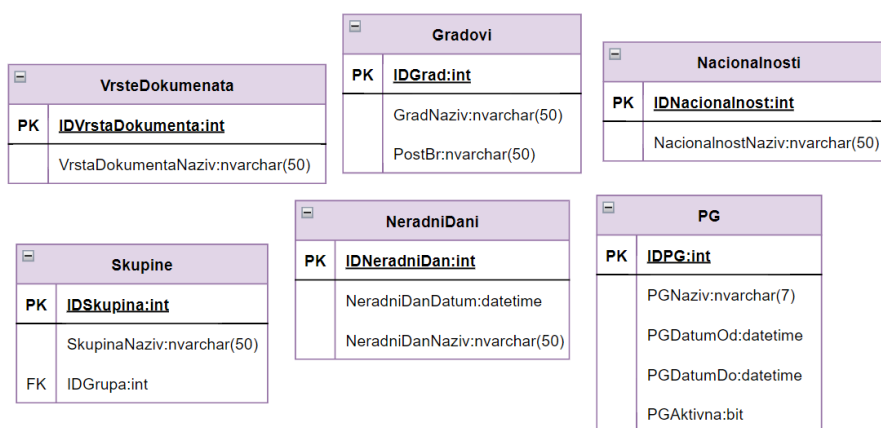 VrsteDokumenata
PK IDVrstaDokumenta:int
VrstaDokumentaNaziv:nvarchar(50)
Gradovi
PK IDGrad:int
GradNaziv:nvarchar(50)
PostBr:nvarchar(50)
Nacionalnosti
PK IDNacionalnost:int
NacionalnostNaziv:nvarchar(50)
Skupine
PK IDSkupina:int
SkupinaNaziv:nvarchar(50)
FK IDGrupa:int
NeradniDani
PK IDNeradniDan:int
NeradniDanDatum:datetime
NeradniDanNaziv:nvarchar(50)
PG
PK IDPG:int
PGNaziv:nvarchar(7)
PGDatumOd:datetime
PGDatumDo:datetime
PGAktivna:bit